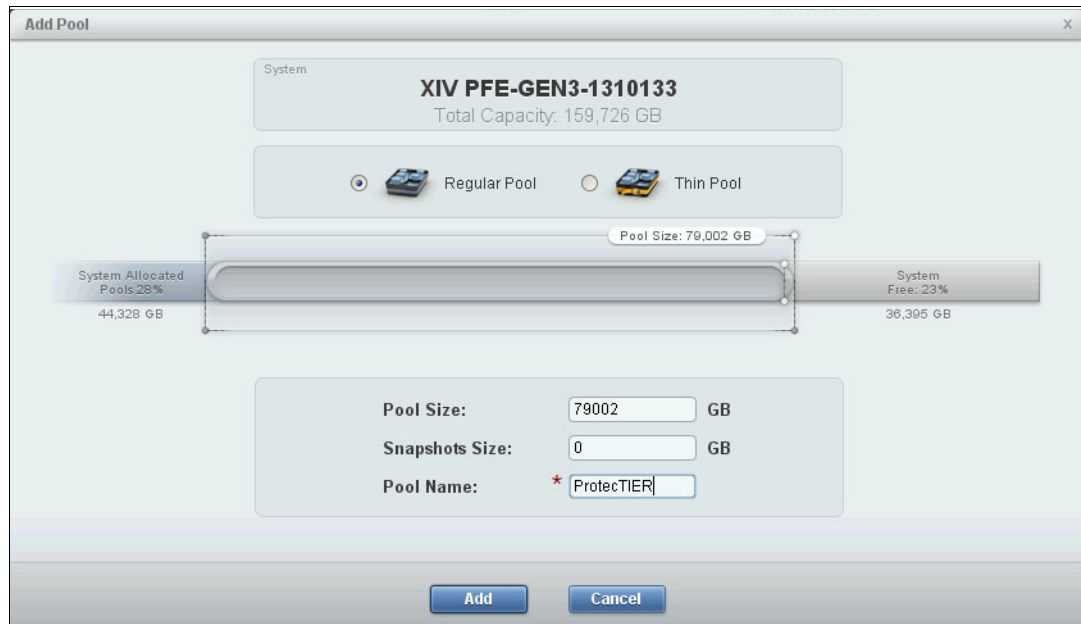 Add Pool
x
System
XIV PFE-GEN3-1310133
Total Capacity: 159,726 GB
Regular Pool
Thin Pool
Pool Size: 79,002 GB
System Allocated
Pools 28%
44,328 GB
System
Free: 23%
36,395 GB
Pool Size: 79002 GB
Snapshots Size: 0 GB
Pool Name: * ProtecTIER
Add
Cancel